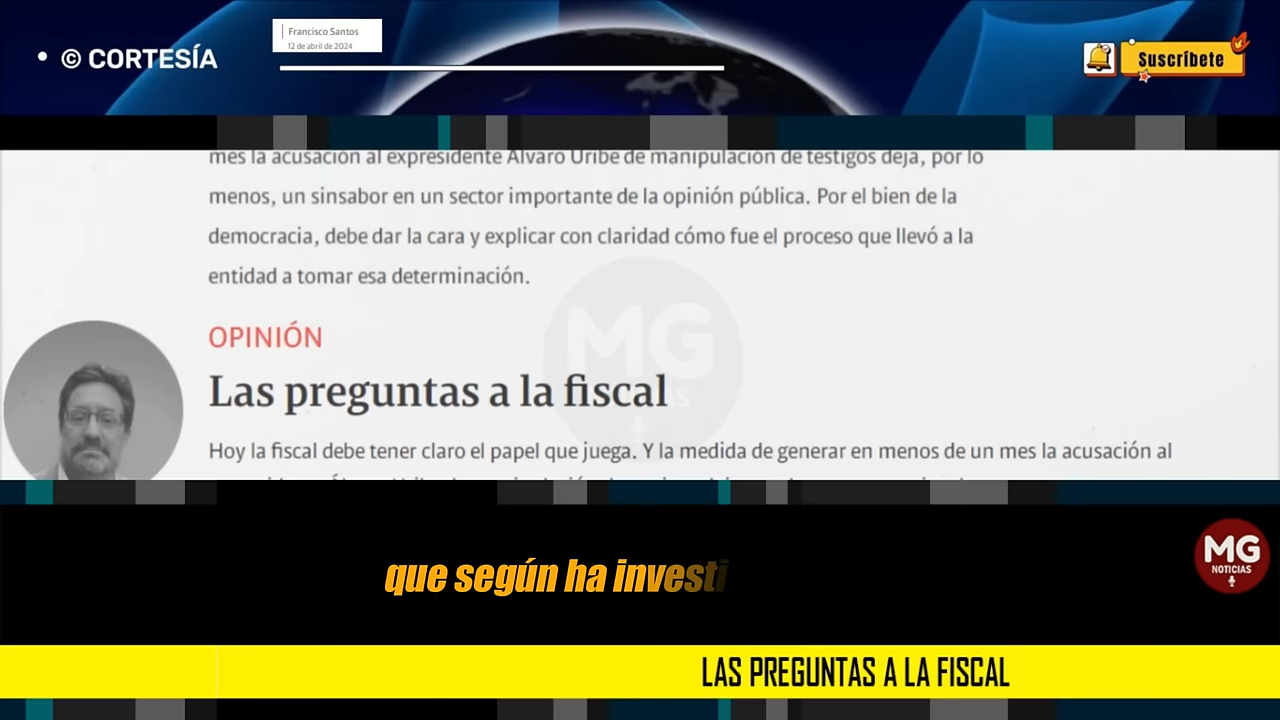 Francisco Santos
12 de abril de 2024
© CORTESÍA
Suscríbete
mes la acusación al expresidente Álvaro Uribe de manipulación de testigos deja, por lo
menos, un sinsabor en un sector importante de la opinión pública. Por el bien de la
democracia, debe dar la cara y explicar con claridad cómo fue el proceso que llevó a la
entidad a tomar esa determinación.
OPINIÓN
Las preguntas a la fiscal
Hoy la fiscal debe tener claro el papel que juega. Y la medida de generar en menos de un mes la acusación al
MG
que según ha investi
MG
NOTICIAS
LAS PREGUNTAS A LA FISCAL